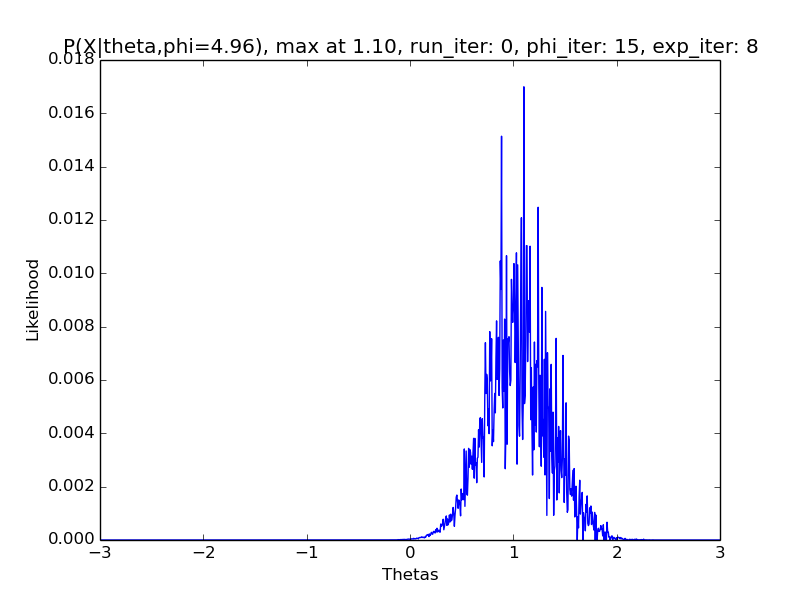 P(X|theta,phi=4.96), max at 1.10, run_iter: 0, phi_iter: 15, exp_iter: 8
0.018
0.016
0.014
0.012
0.010
0.008
0.006
0.004
0.002
0.000
Likelihood
−3 −2 −1 0 1 2 3
Thetas